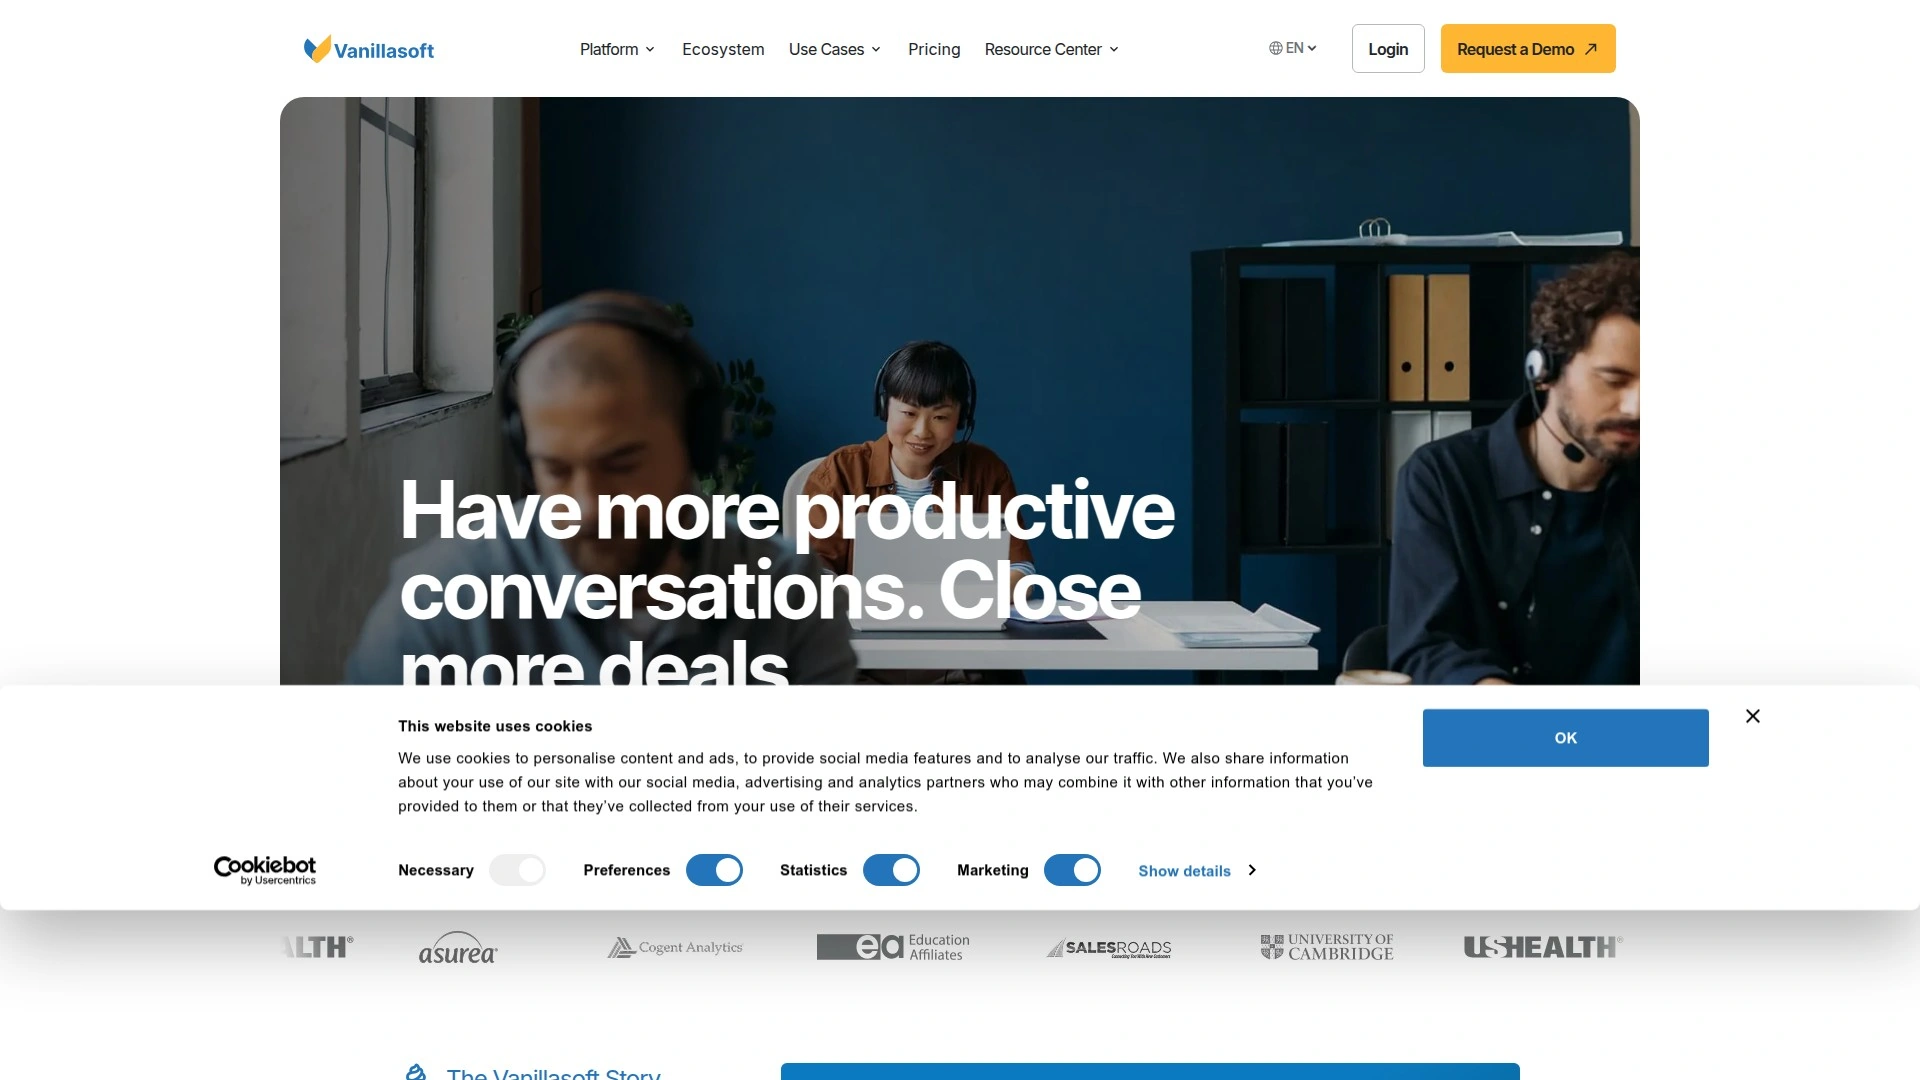 Vanillasoft
Platform
Ecosystem
Use Cases
Pricing
Resource Center
EN
Login
Request a Demo
Have more productive
conversations. Close
more deals
This website uses cookies
OK
We use cookies to personalise content and ads, to provide social media features and to analyse our traffic. We also share information
about your use of our site with our social media, advertising and analytics partners who may combine it with other information that you’ve
provided to them or that they’ve collected from your use of their services.
Cookiebot
by Usercentrics
Necessary
Preferences
Statistics
Marketing
Show details
ALTH®
asurea
Cogent Analytics
ea Education
Affiliates
SALESROADS
UNIVERSITY OF
CAMBRIDGE
USHEALTH®
The Vanillasoft Story